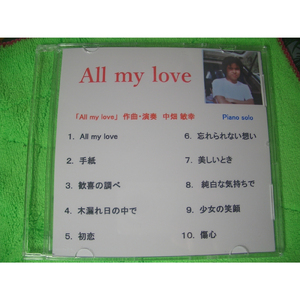 All my love
「All my love」 作曲・演奏 中畑 敏幸
Piano solo
1. All my love
2. 手紙
3. 歓喜の調べ
4. 木漏れ日の中で
5. 初恋
6. 忘れられない想い
7. 美しいとき
8. 純白な気持ちで
9. 少女の笑顔
10. 傷心